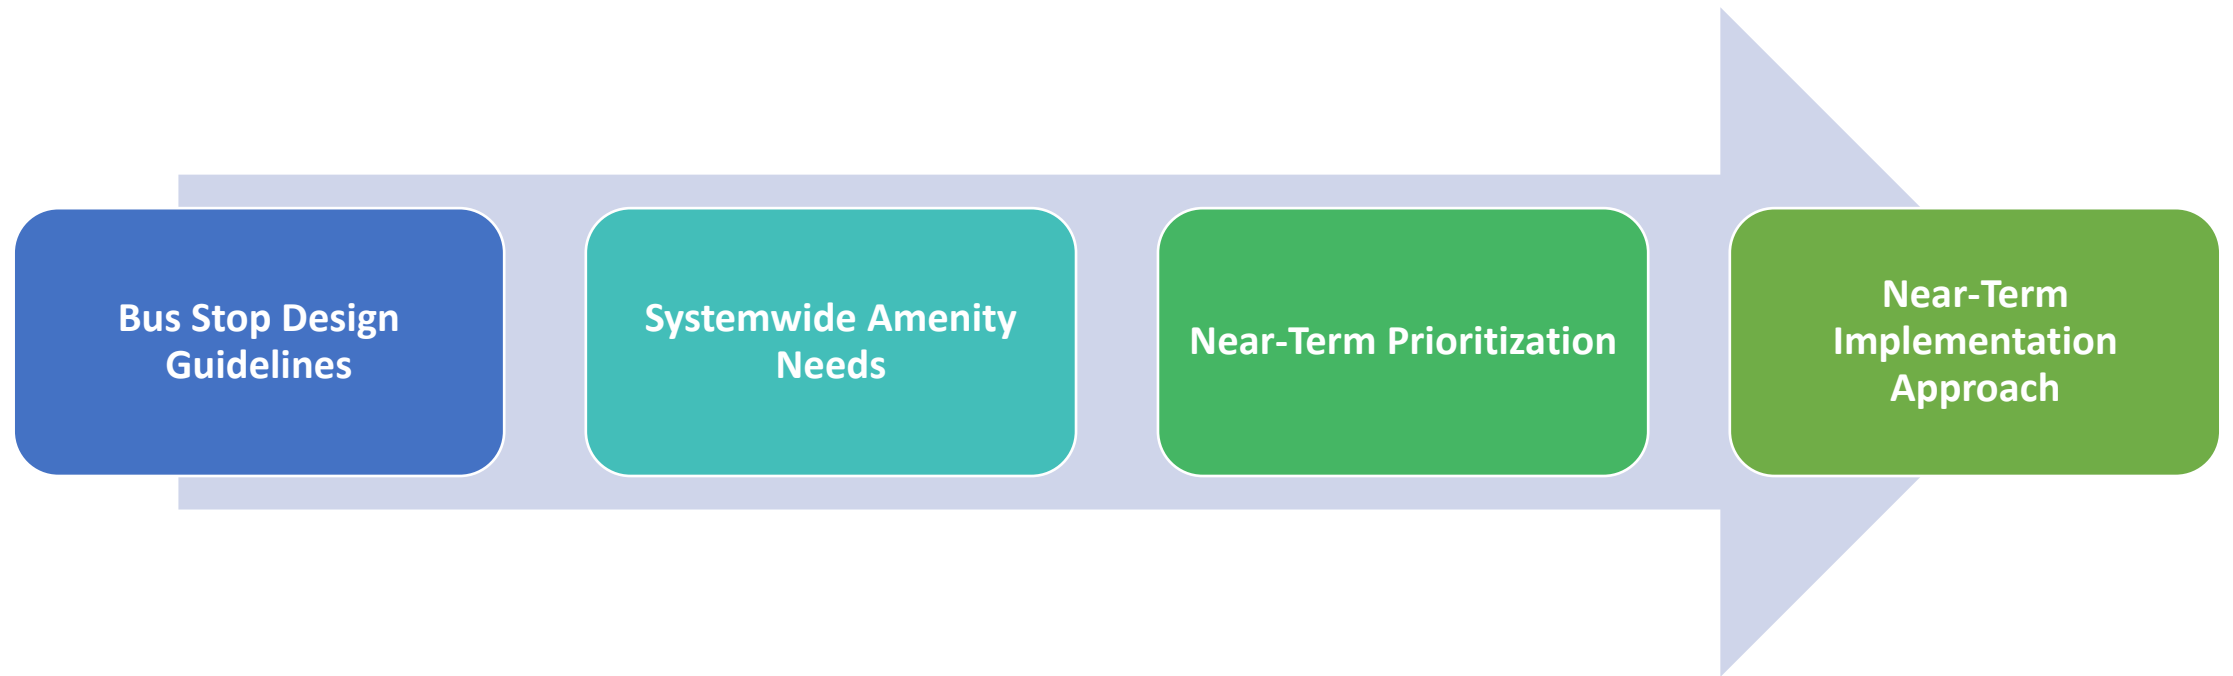 Bus Stop Design
Guidelines
Systemwide Amenity
Needs
Near-Term Prioritization
Near-Term
Implementation
Approach